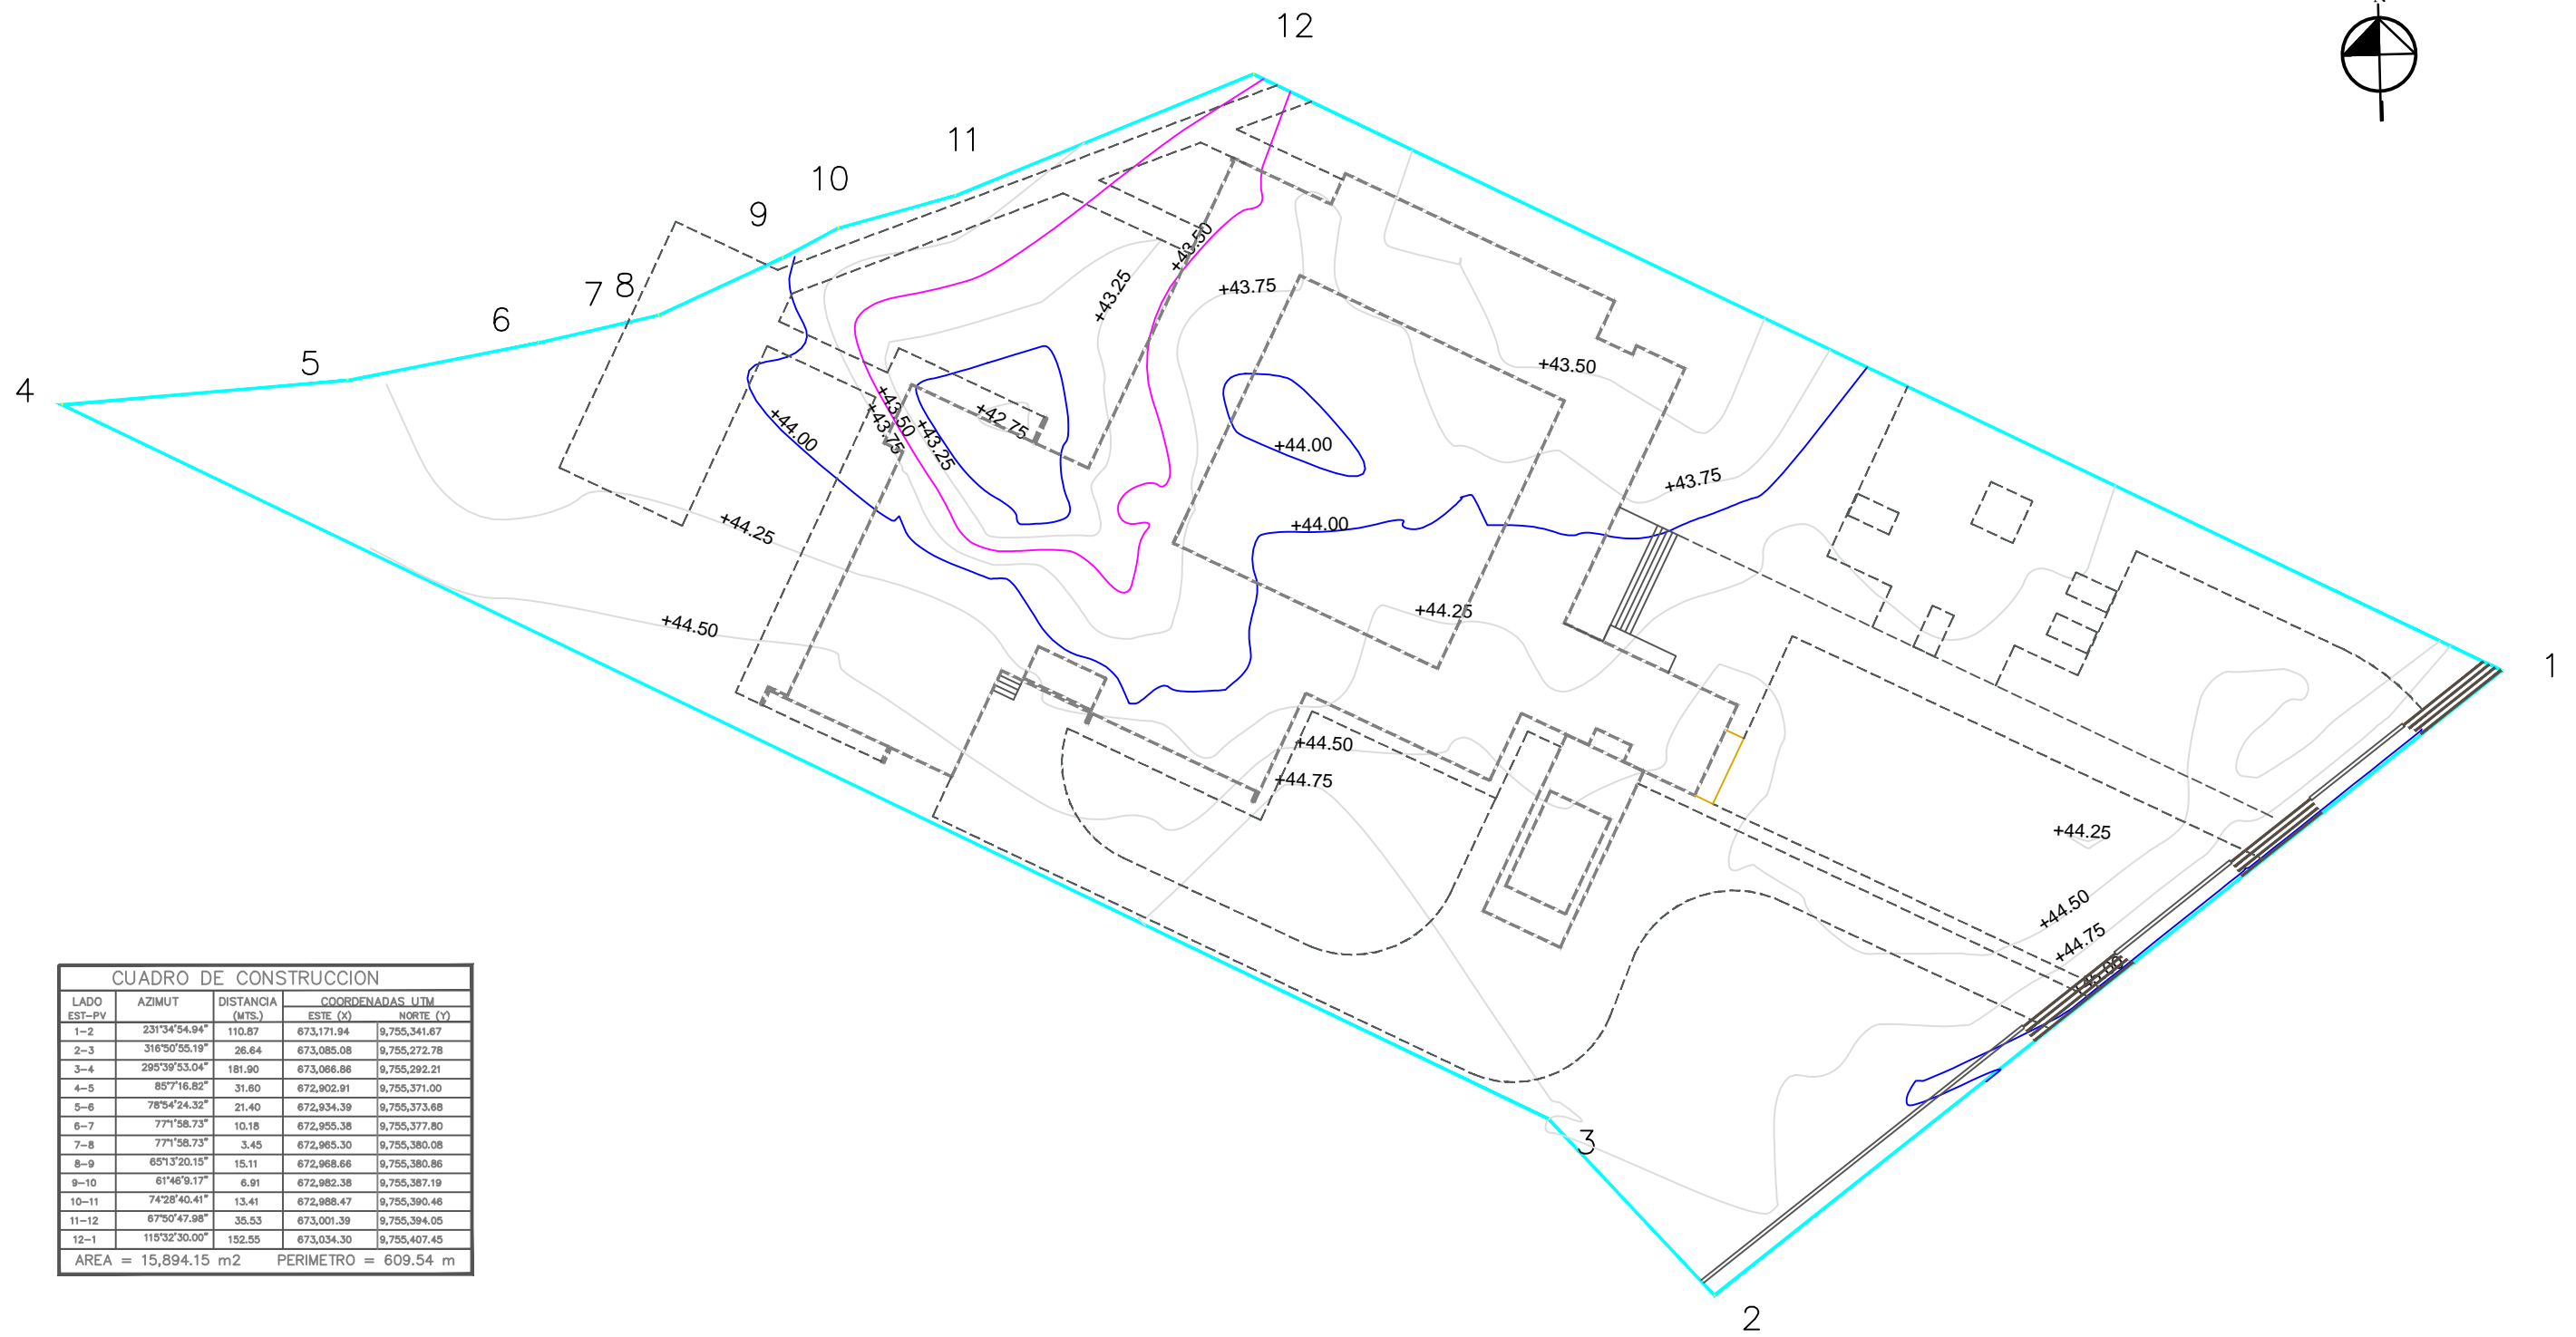 N
12
11
10
9
8
7
6
5
4
1
3
2
+43.50
+43.25
+43.75
+43.50
+43.50
+43.75
+42.75
+43.25
+44.00
+44.00
+43.75
+44.00
+44.25
+44.25
+44.50
+44.50
+44.75
+44.25
+44.50
+44.75
CUADRO DE CONSTRUCCION
LADO EST-PV AZIMUT DISTANCIA (MTS.) COORDENADAS UTM
ESTE (X) NORTE (Y)
1-2 231°34'54.94" 110.87 673,171.94 9,755,341.67
2-3 316°50'55.19" 26.64 673,085.08 9,755,272.78
3-4 295°39'53.04" 181.90 673,066.86 9,755,292.21
4-5 85°7'16.82" 31.60 672,902.91 9,755,371.00
5-6 78°54'24.32" 21.40 672,934.39 9,755,373.68
6-7 77°1'58.73" 10.18 672,955.38 9,755,377.80
7-8 77°1'58.73" 3.45 672,965.30 9,755,380.08
8-9 65°13'20.15" 15.11 672,968.66 9,755,380.86
9-10 61°46'9.17" 6.91 672,982.38 9,755,387.19
10-11 74°28'40.41" 13.41 672,988.47 9,755,390.46
11-12 67°50'47.98" 35.53 673,001.39 9,755,394.05
12-1 115°32'30.00" 152.55 673,034.30 9,755,407.45
AREA = 15,894.15 m2 PERIMETRO = 609.54 m